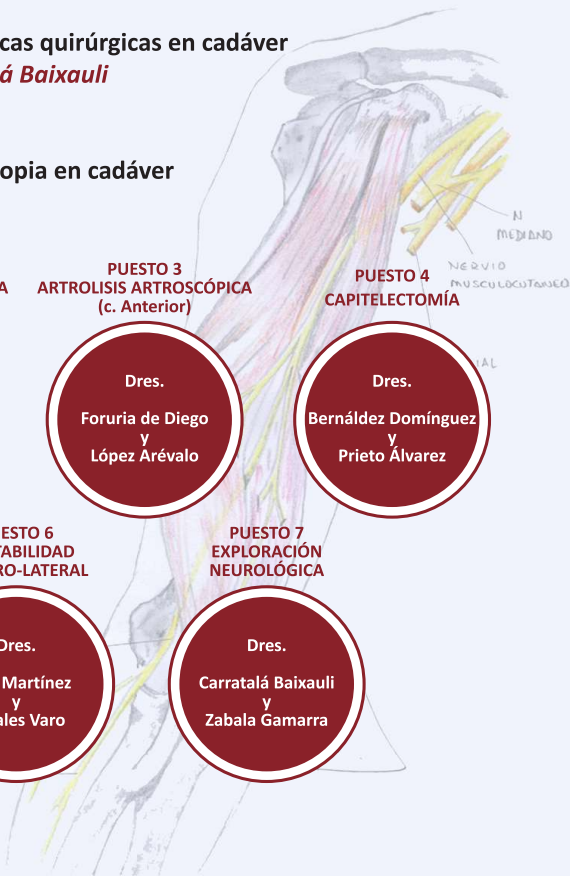 cas quirúrgicas en cadáver
á Baixauli
opia en cadáver
N
MEDIANO
NERVIO
MUSCULOCUTANEO
IAL
A
PUESTO 3
ARTROLISIS ARTROSCÓPICA
(c. Anterior)
Dres.
Foruria de Diego
y
López Arévalo
PUESTO 4
CAPITELECTOMÍA
Dres.
Bernáldez Domínguez
y
Prieto Álvarez
ESTO 6
TABILIDAD
RO-LATERAL
Dres.
Martínez
y
ales Varo
PUESTO 7
EXPLORACIÓN
NEUROLÓGICA
Dres.
Carratalá Baixauli
y
Zabala Gamarra